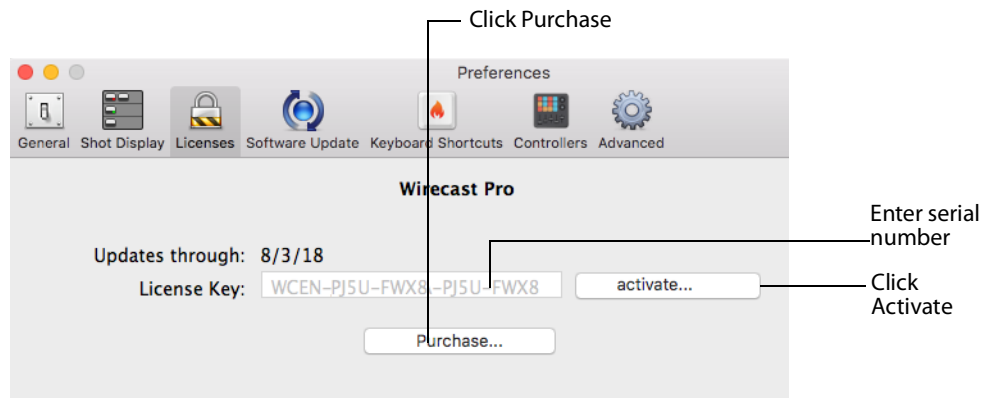 Click Purchase
Preferences
General Shot Display Licenses Software Update Keyboard Shortcuts Controllers Advanced
Wirecast Pro
Enter serial
number
Updates through: 8/3/18
License Key: WCEN-PJ5U-FWX8-PJ5U-FWX8 activate...
Click
Activate
Purchase...